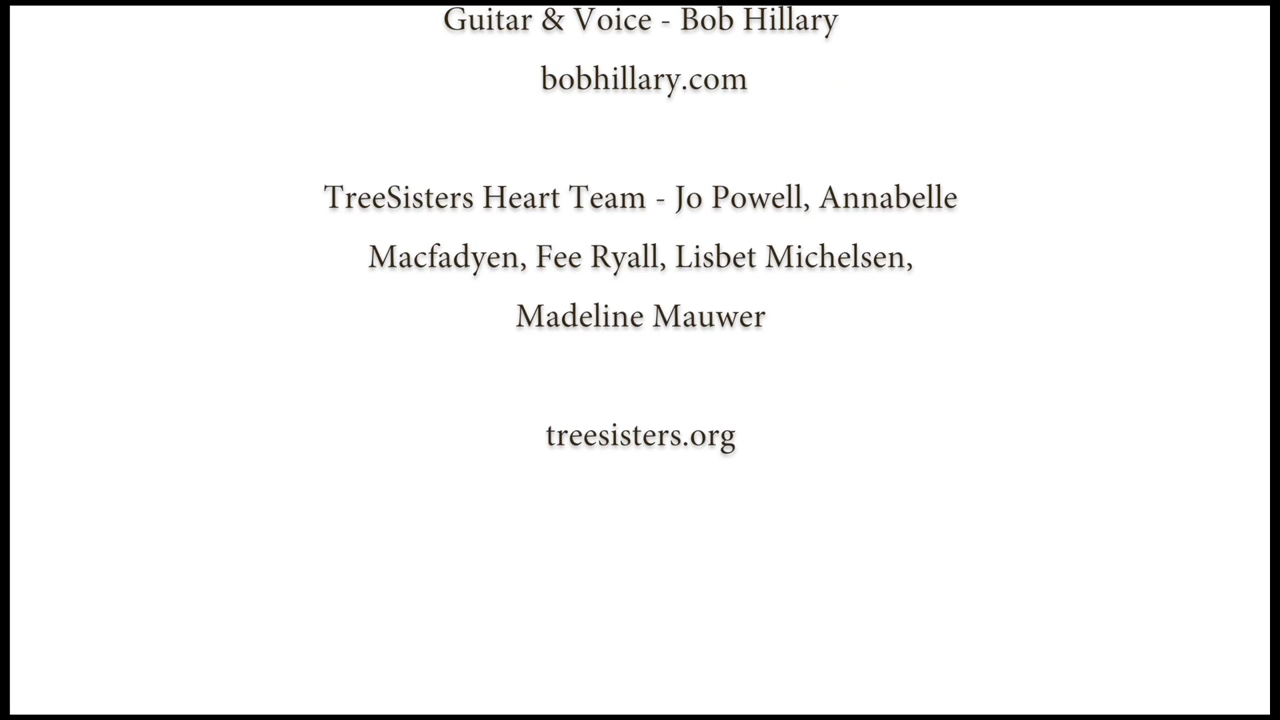 Guitar & Voice - Bob Hillary
bobhillary.com
TreeSisters Heart Team - Jo Powell, Annabelle
Macfadyen, Fee Ryall, Lisbet Michelsen,
Madeline Mauwer
treesisters.org